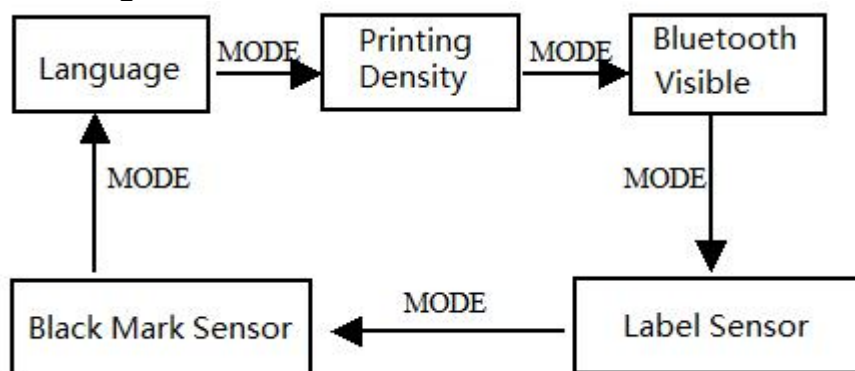 Language
MODE
Printing
Density
MODE
Bluetooth
Visible
MODE
MODE
Black Mark Sensor
MODE
Label Sensor